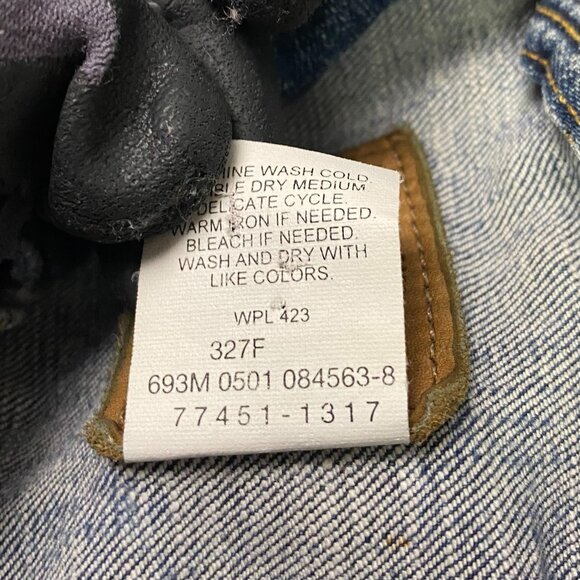 WASH COLD
DRY MEDIUM
DELICATE CYCLE.
WARM IRON IF NEEDED.
BLEACH IF NEEDED.
WASH AND DRY WITH
LIKE COLORS.
WPL 423
327F
693M 0501 084563-8
77451-1317